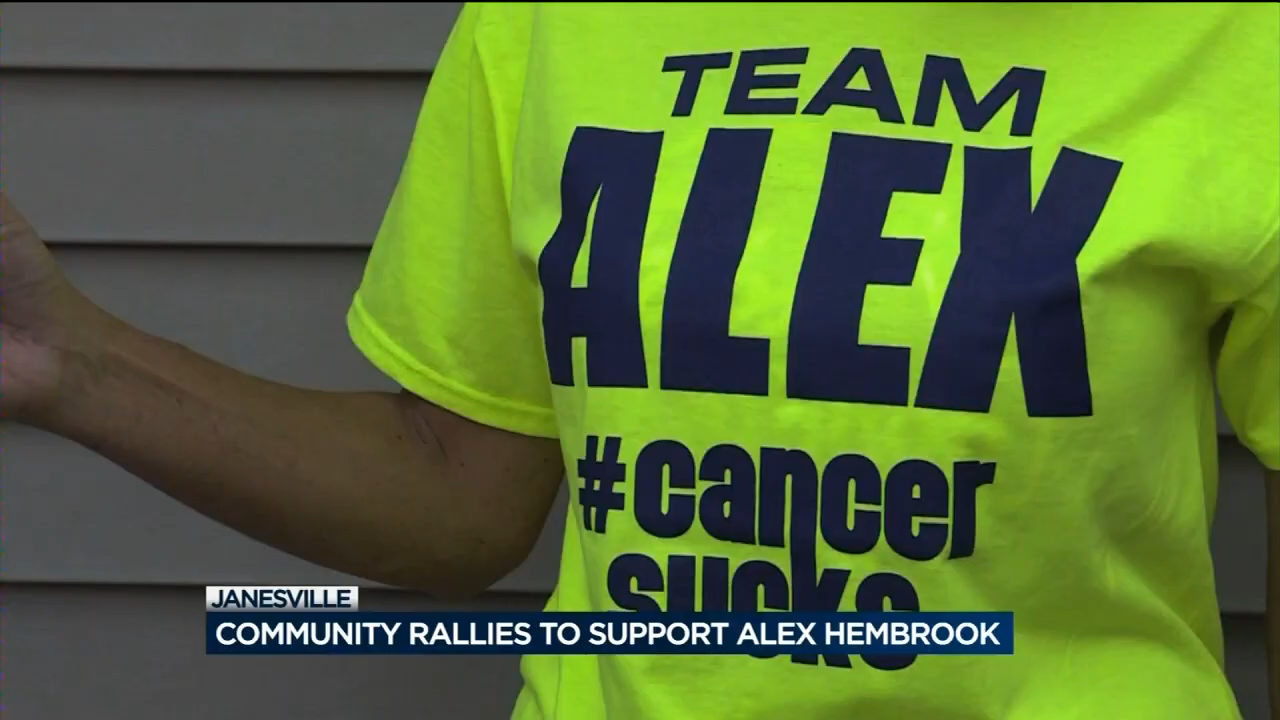 TEAM
ALEX
#cancer
sucks
JANESVILLE
COMMUNITY RALLIES TO SUPPORT ALEX HEMBROOK